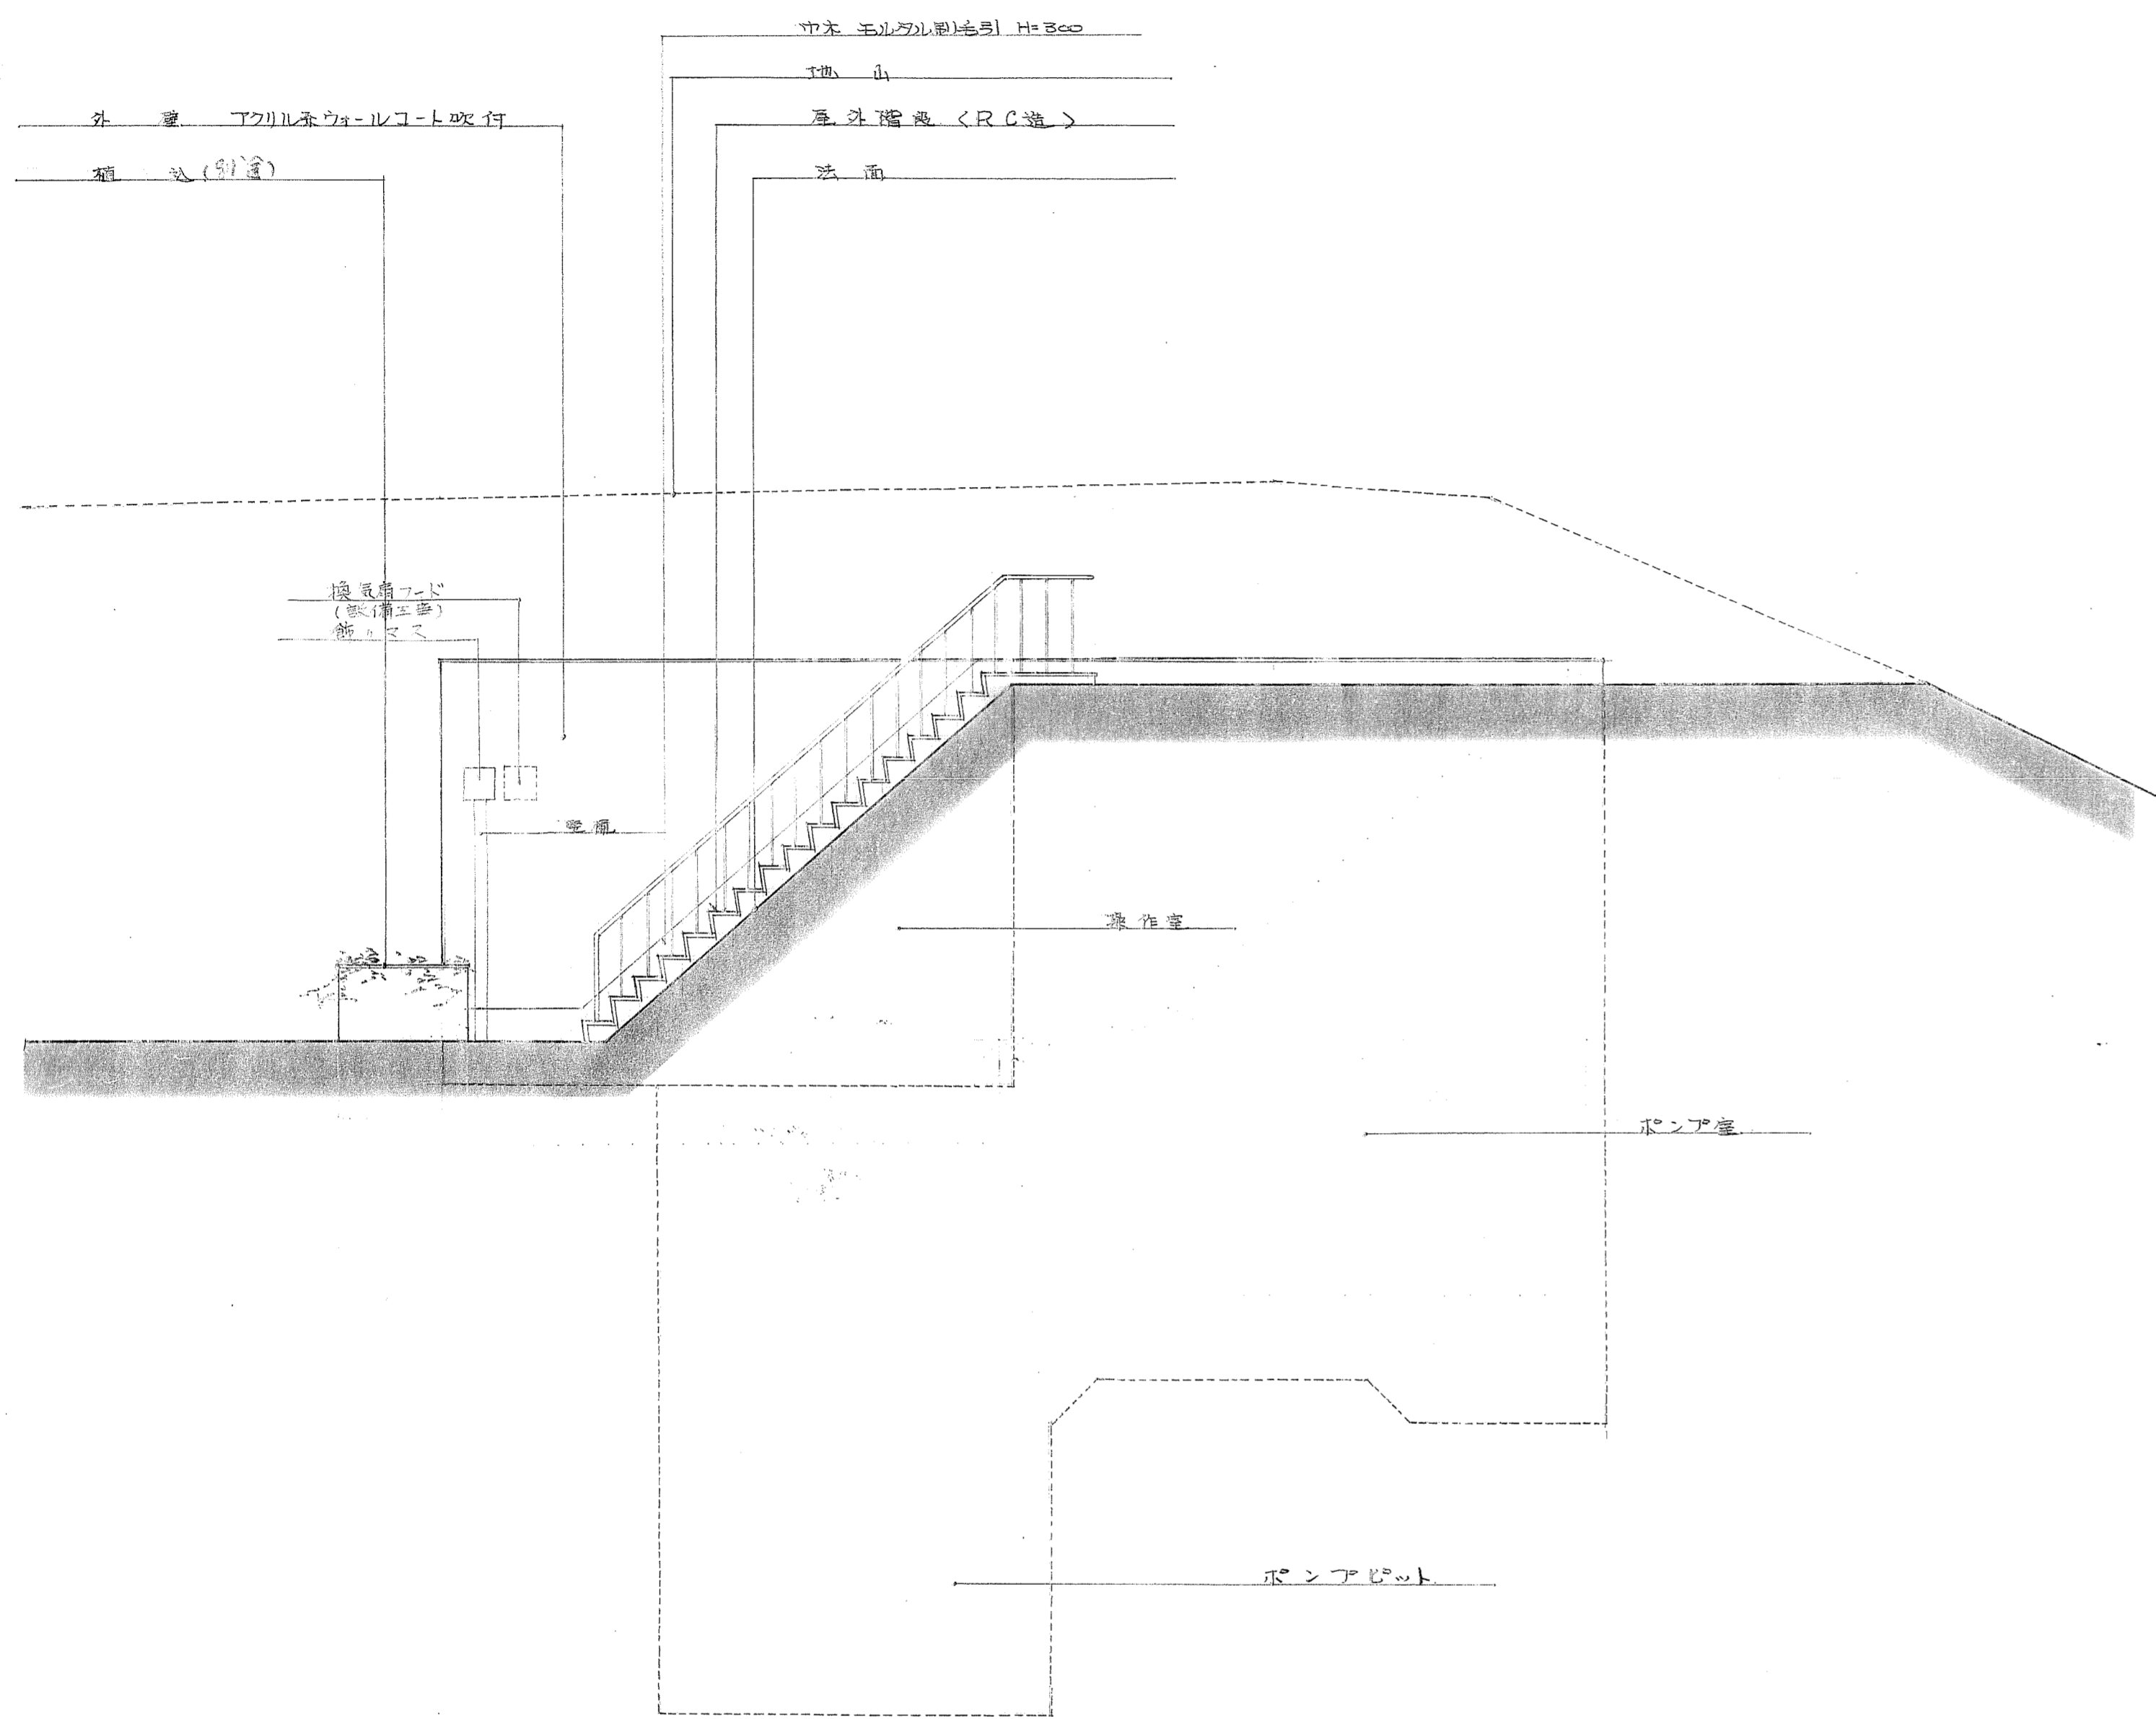 巾木 モルタル刷毛引 H=300
地 山
外 壁 アクリル系ウォールコート吹付
屋外階段〈RC造〉
植 込(別途)
法 面
換気扇フード
(設備工事)
飾りマス
竪樋
操作室
ポンプ室
ポンプピット